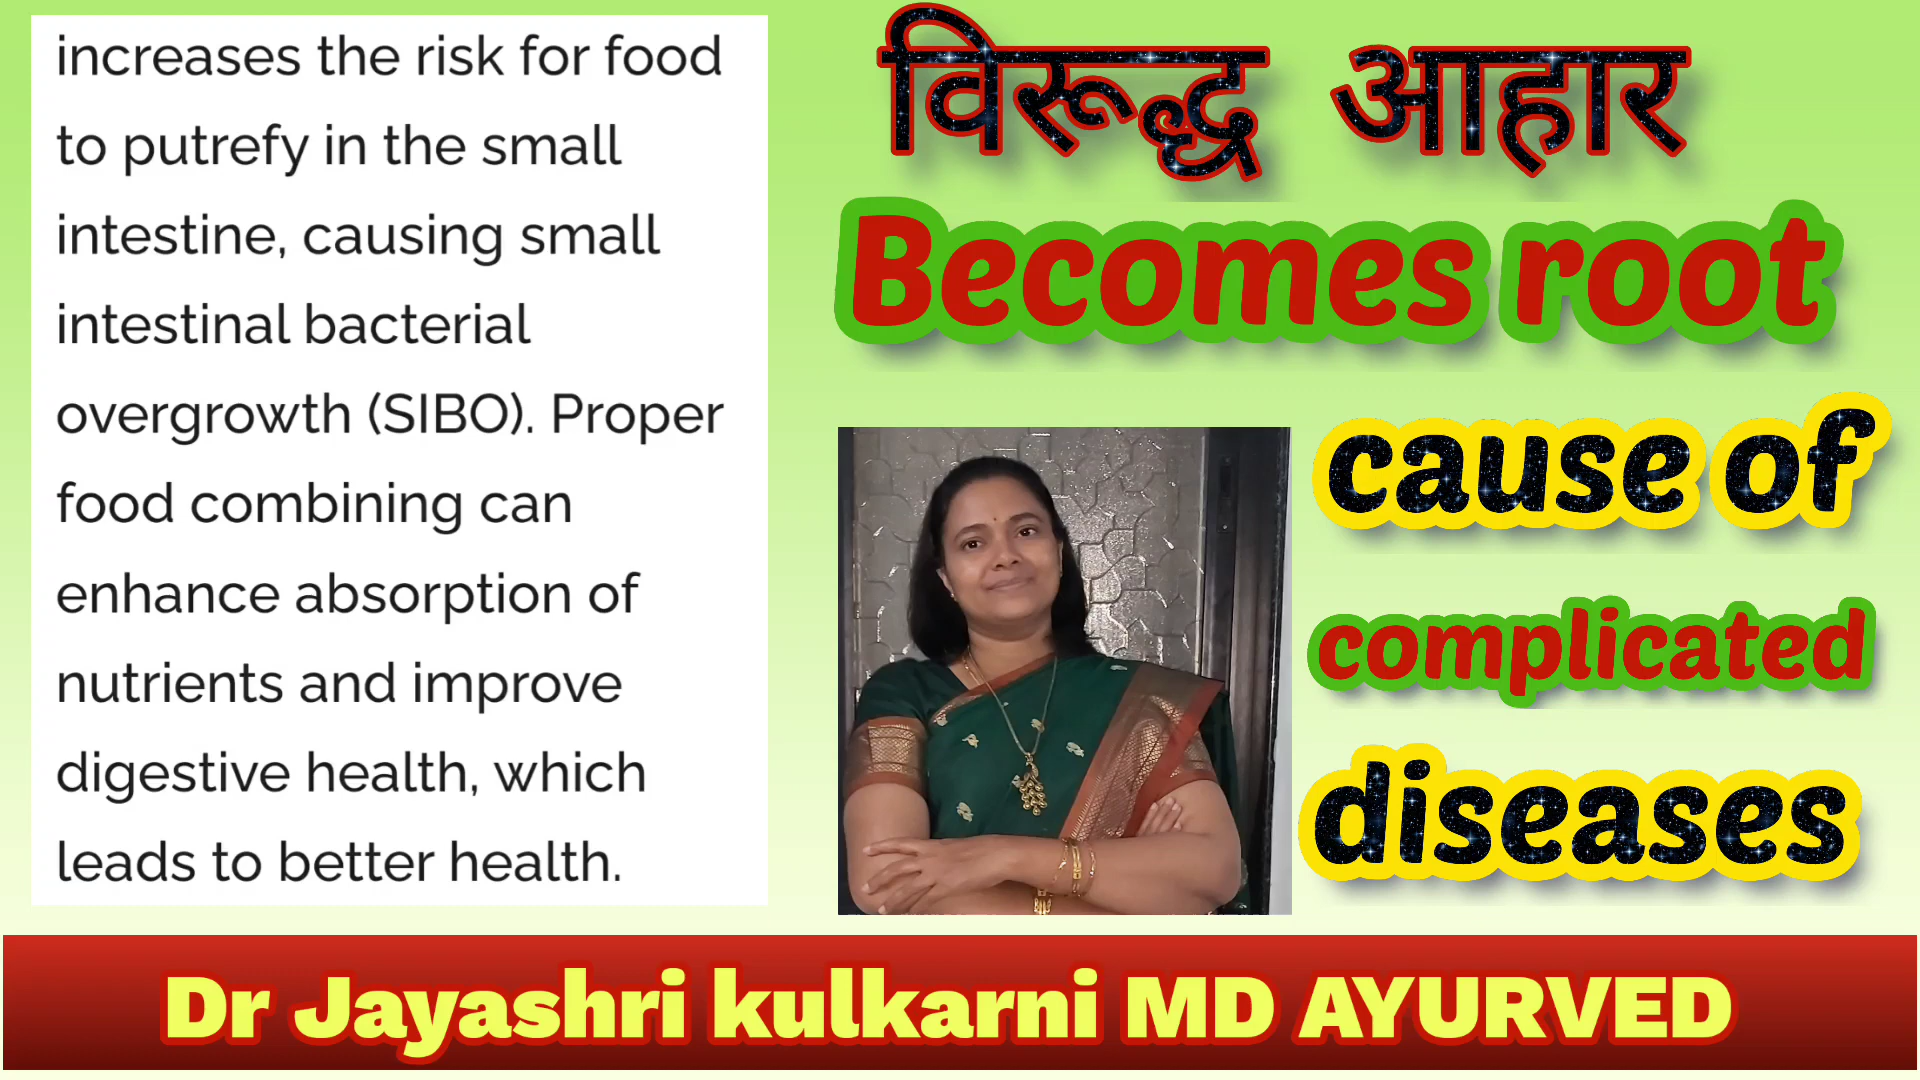 increases the risk for food
to putrefy in the small
intestine, causing small
intestinal bacterial
overgrowth (SIBO). Proper
food combining can
enhance absorption of
nutrients and improve
digestive health, which
leads to better health.
विरूद्ध आहार
Becomes root
cause of
complicated
diseases
Dr Jayashri kulkarni MD AYURVED